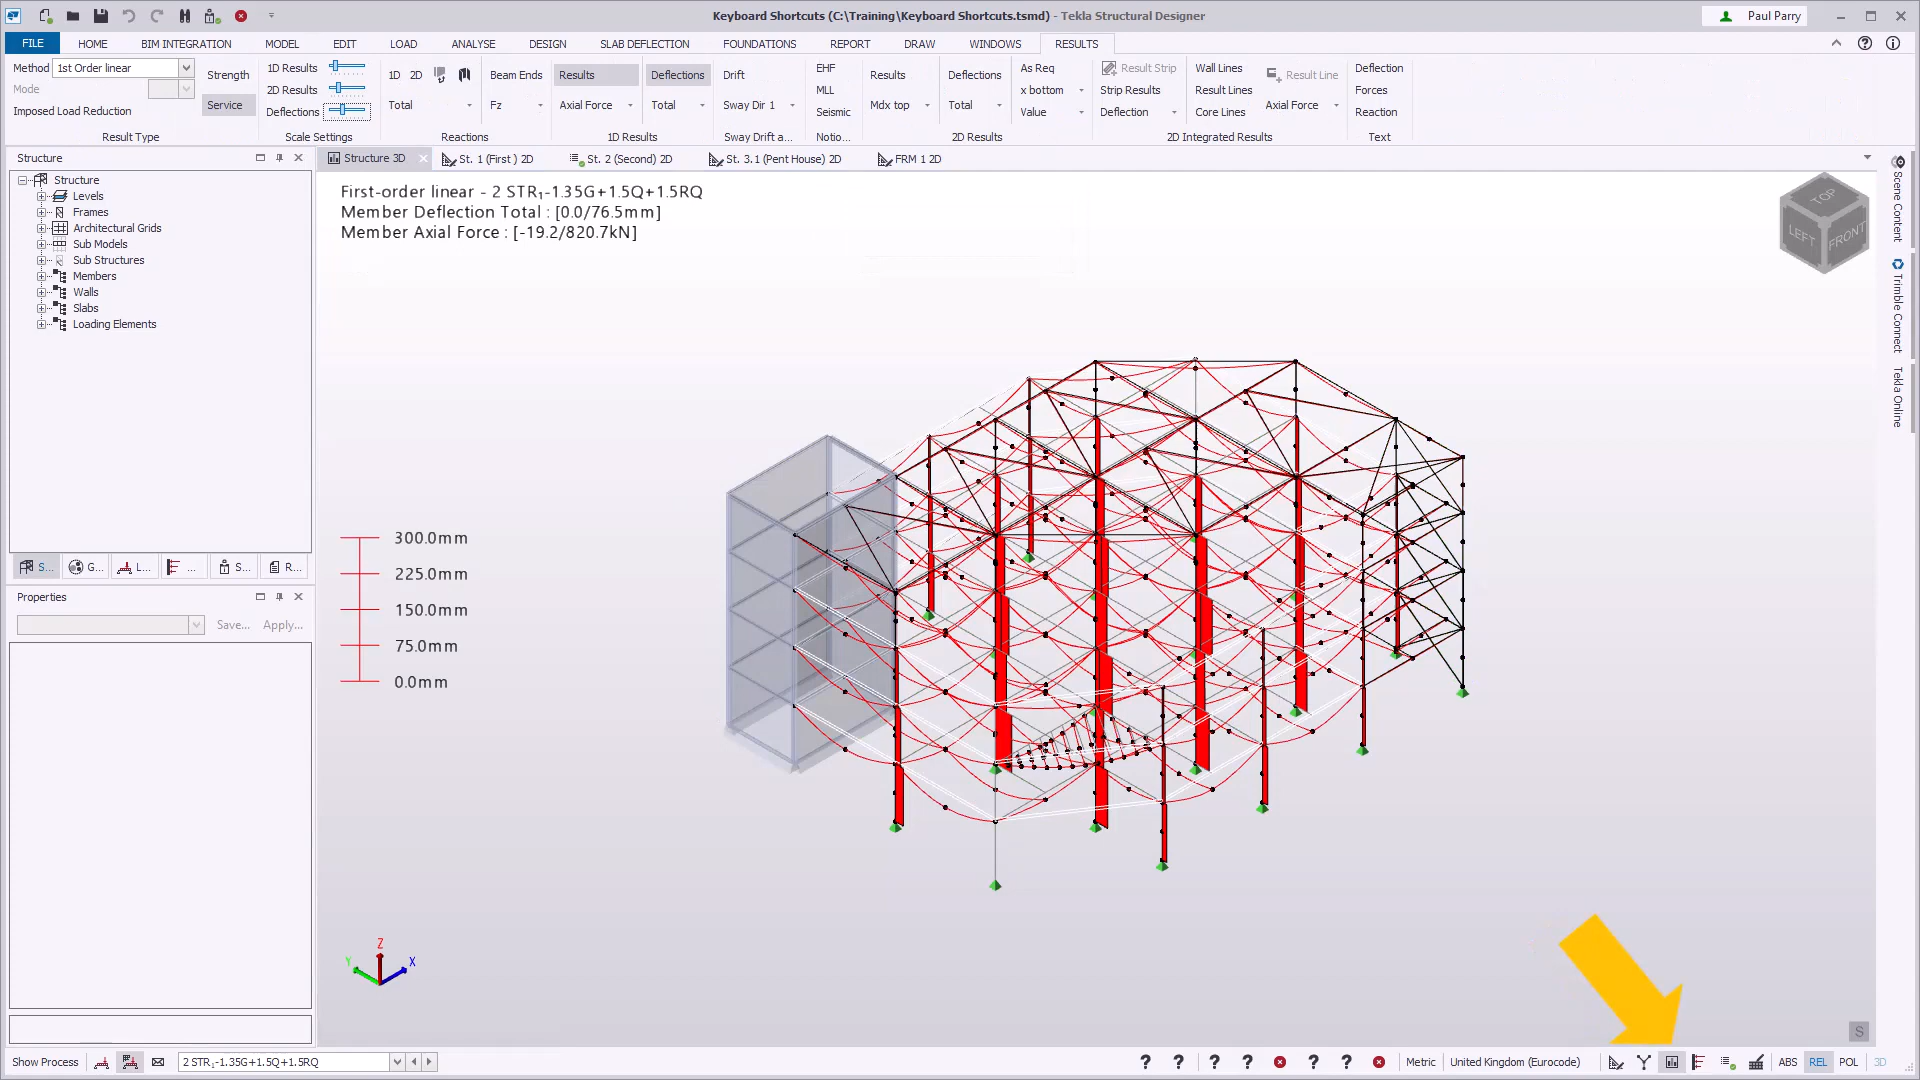 Keyboard Shortcuts (C:\Training\Keyboard Shortcuts.tsmd) - Tekla Structural Designer
Paul Parry
FILE HOME BIM INTEGRATION MODEL EDIT LOAD ANALYSE DESIGN SLAB DEFLECTION FOUNDATIONS REPORT DRAW WINDOWS RESULTS
Method 1st Order linear
Mode
Imposed Load Reduction
Strength
Service
Result Type
1D Results
2D Results
Deflections
Scale Settings
1D 2D
Total
Beam Ends
Fz
Reactions
Results
Axial Force
Deflections
Total
1D Results
Drift
Sway Dir 1
Sway Drift a...
EHF
MLL
Seismic
Notio...
Results
Mdx top
Deflections
Total
As Req
x bottom
Value
2D Results
Result Strip
Strip Results
Deflection
Wall Lines
Result Lines
Core Lines
Result Line
Axial Force
2D Integrated Results
Deflection
Forces
Reaction
Text
Structure
Structure 3D
St. 1 (First ) 2D
St. 2 (Second) 2D
St. 3.1 (Pent House) 2D
FRM 1 2D
Structure
Levels
Frames
Architectural Grids
Sub Models
Sub Structures
Members
Walls
Slabs
Loading Elements
S... G... L... ... S... R...
Properties
Save... Apply...
First-order linear - 2 STR₁-1.35G+1.5Q+1.5RQ
Member Deflection Total : [0.0/76.5mm]
Member Axial Force : [-19.2/820.7kN]
300.0mm
225.0mm
150.0mm
75.0mm
0.0mm
Z
Y
X
TOP
LEFT
FRONT
Scene Content
Trimble Connect
Tekla Online
S
Show Process
2 STR₁-1.35G+1.5Q+1.5RQ
? ? ? ? ? ?
Metric
United Kingdom (Eurocode)
ABS REL POL 3D